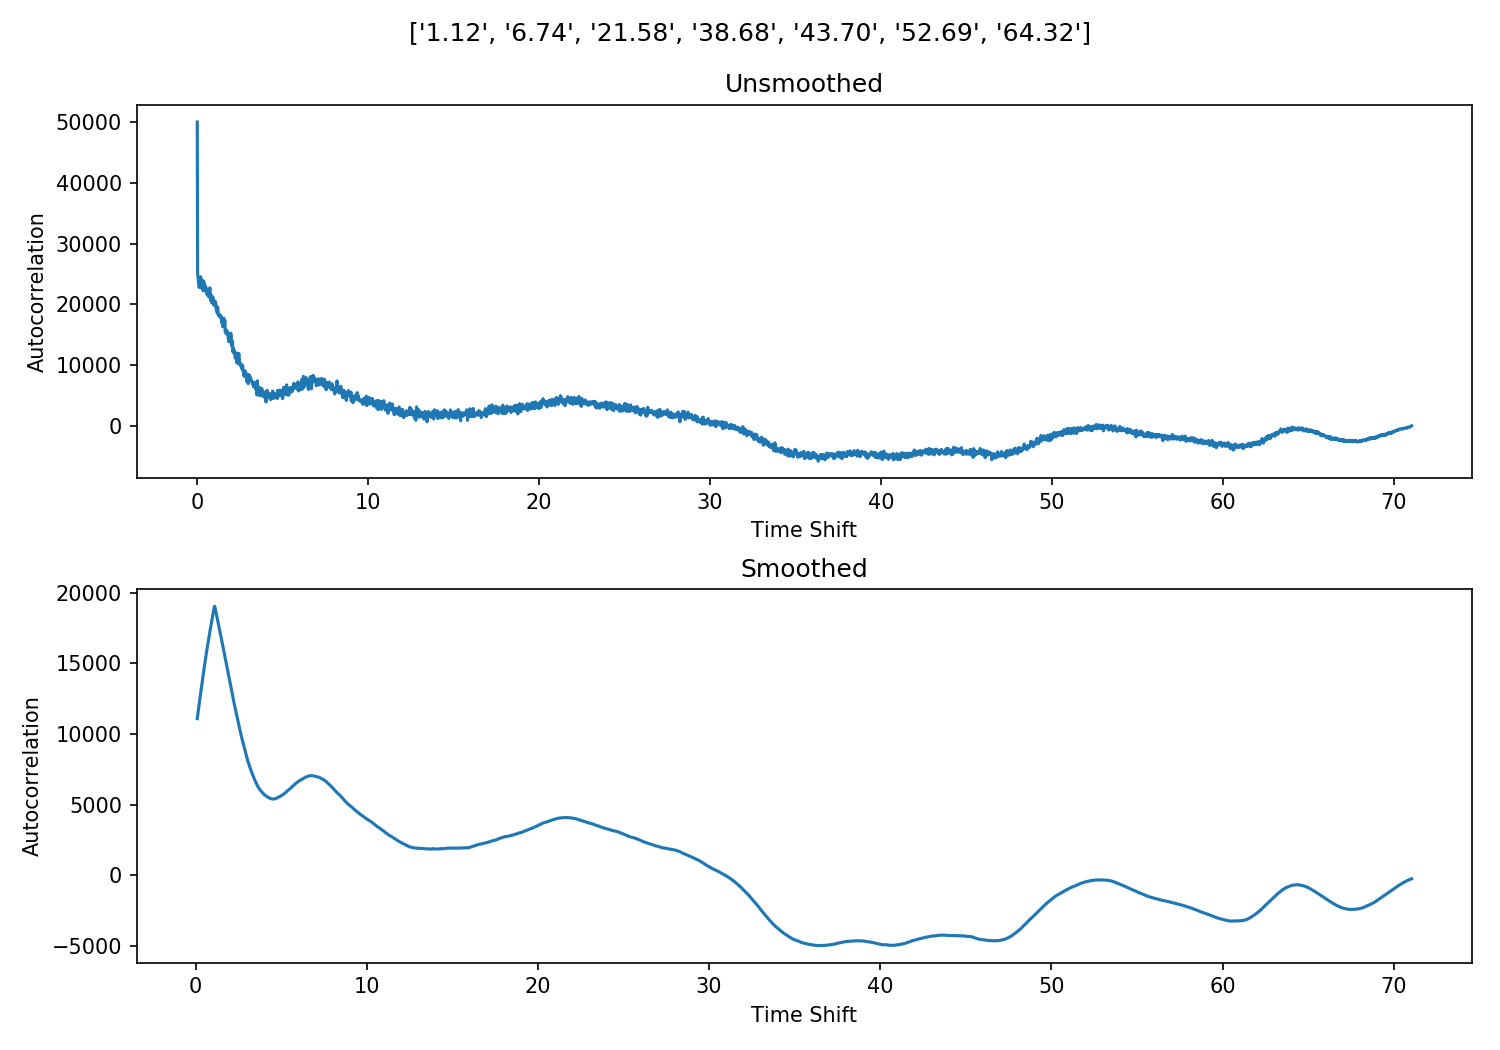 ['1.12', '6.74', '21.58', '38.68', '43.70', '52.69', '64.32']
Unsmoothed
50000
40000
30000
20000
10000
0
Autocorrelation
0 10 20 30 40 50 60 70
Time Shift
Smoothed
20000
15000
10000
5000
0
−5000
Autocorrelation
0 10 20 30 40 50 60 70
Time Shift